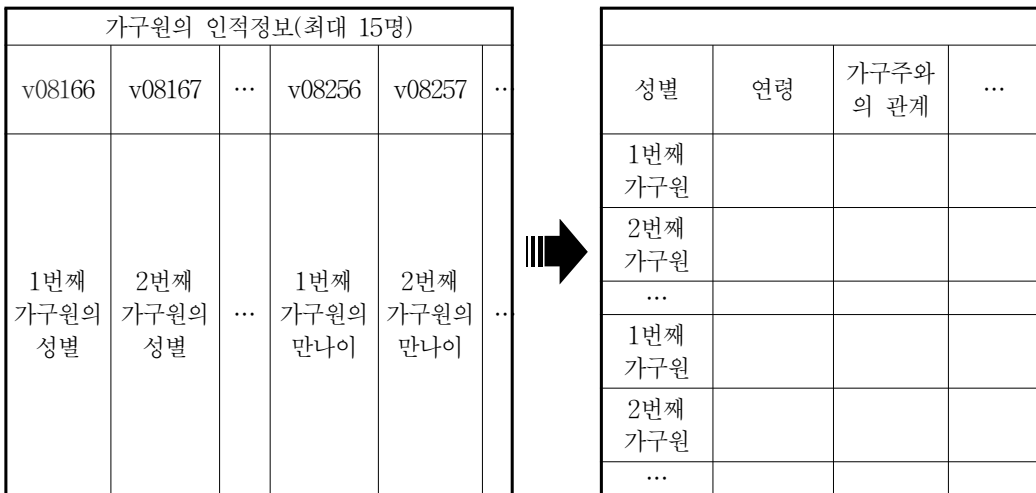 가구원의 인적정보(최대 15명)
v08166 v08167 … v08256 v08257 …
1번째 가구원의 성별
2번째 가구원의 성별
…
1번째 가구원의 만나이
2번째 가구원의 만나이
…
성별 연령 가구주와의 관계 …
1번째
가구원
2번째
가구원
…
1번째
가구원
2번째
가구원
…